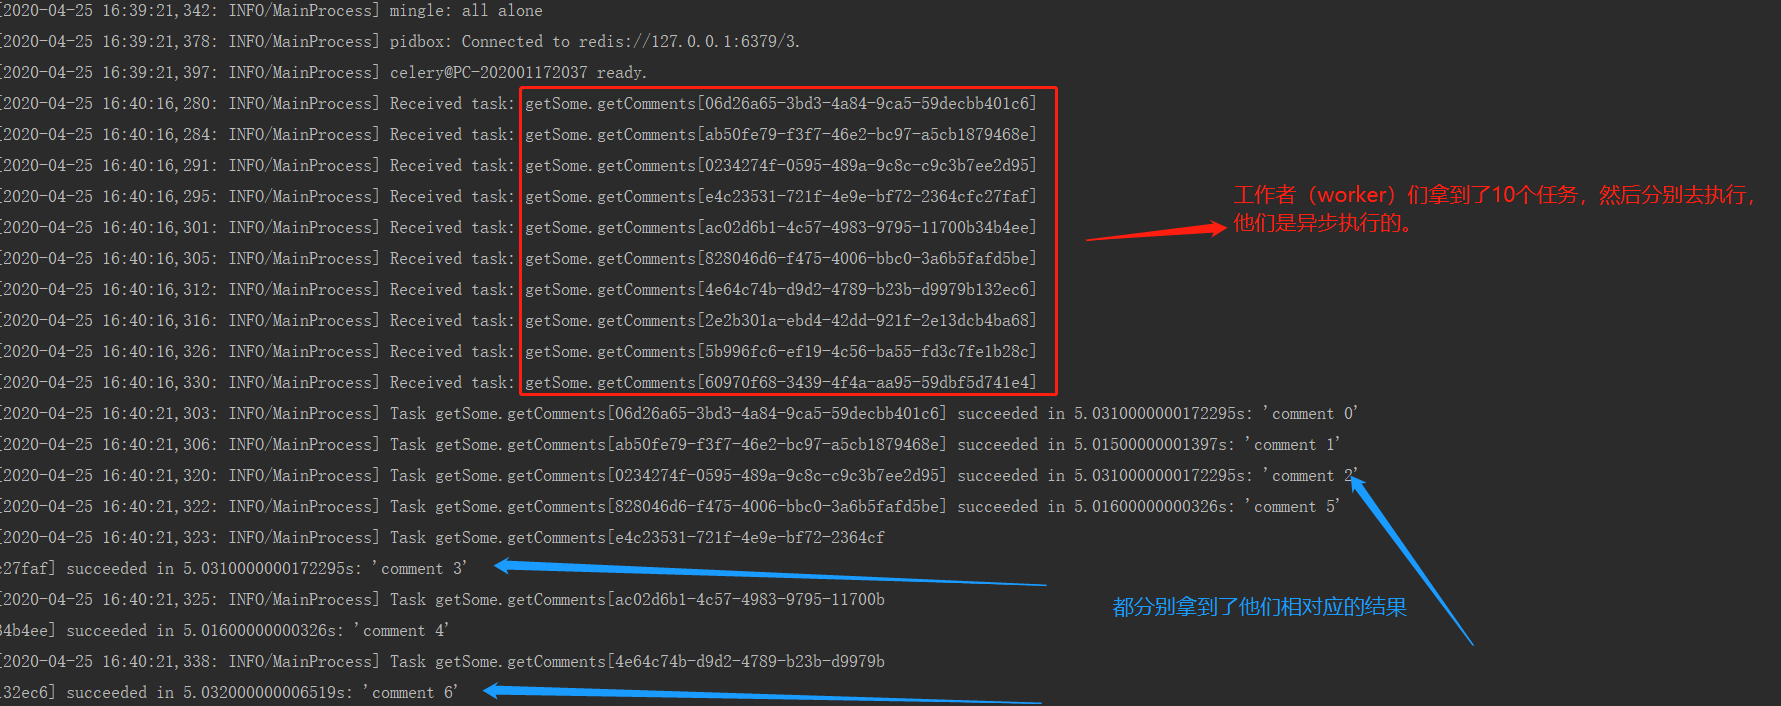 [2020-04-25 16:39:21,342: INFO/MainProcess] mingle: all alone
[2020-04-25 16:39:21,378: INFO/MainProcess] pidbox: Connected to redis://127.0.0.1:6379/3.
[2020-04-25 16:39:21,397: INFO/MainProcess] celery@PC-202001172037 ready.
[2020-04-25 16:40:16,280: INFO/MainProcess] Received task: getSome.getComments[06d26a65-3bd3-4a84-9ca5-59decbb401c6]
[2020-04-25 16:40:16,284: INFO/MainProcess] Received task: getSome.getComments[ab50fe79-f3f7-46e2-bc97-a5cb1879468e]
[2020-04-25 16:40:16,291: INFO/MainProcess] Received task: getSome.getComments[0234274f-0595-489a-9c8c-c9c3b7ee2d95]
[2020-04-25 16:40:16,295: INFO/MainProcess] Received task: getSome.getComments[e4c23531-721f-4e9e-bf72-2364cfc27faf]
[2020-04-25 16:40:16,301: INFO/MainProcess] Received task: getSome.getComments[ac02d6b1-4c57-4983-9795-11700b34b4ee]
[2020-04-25 16:40:16,305: INFO/MainProcess] Received task: getSome.getComments[828046d6-f475-4006-bbc0-3a6b5fafd5be]
[2020-04-25 16:40:16,312: INFO/MainProcess] Received task: getSome.getComments[4e64c74b-d9d2-4789-b23b-d9979b132ec6]
[2020-04-25 16:40:16,316: INFO/MainProcess] Received task: getSome.getComments[2e2b301a-ebd4-42dd-921f-2e13dcb4ba68]
[2020-04-25 16:40:16,326: INFO/MainProcess] Received task: getSome.getComments[5b996fc6-ef19-4c56-ba55-fd3c7fe1b28c]
[2020-04-25 16:40:16,330: INFO/MainProcess] Received task: getSome.getComments[60970f68-3439-4f4a-aa95-59dbf5d741e4]
工作者（worker）们拿到了10个任务，然后分别去执行，
他们是异步执行的。
[2020-04-25 16:40:21,303: INFO/MainProcess] Task getSome.getComments[06d26a65-3bd3-4a84-9ca5-59decbb401c6] succeeded in 5.0310000000172295s: 'comment 0'
[2020-04-25 16:40:21,306: INFO/MainProcess] Task getSome.getComments[ab50fe79-f3f7-46e2-bc97-a5cb1879468e] succeeded in 5.01500000001397s: 'comment 1'
[2020-04-25 16:40:21,320: INFO/MainProcess] Task getSome.getComments[0234274f-0595-489a-9c8c-c9c3b7ee2d95] succeeded in 5.0310000000172295s: 'comment 2'
[2020-04-25 16:40:21,322: INFO/MainProcess] Task getSome.getComments[828046d6-f475-4006-bbc0-3a6b5fafd5be] succeeded in 5.01600000000326s: 'comment 5'
[2020-04-25 16:40:21,323: INFO/MainProcess] Task getSome.getComments[e4c23531-721f-4e9e-bf72-2364cf
c27faf] succeeded in 5.0310000000172295s: 'comment 3'
[2020-04-25 16:40:21,325: INFO/MainProcess] Task getSome.getComments[ac02d6b1-4c57-4983-9795-11700b
34b4ee] succeeded in 5.01600000000326s: 'comment 4'
[2020-04-25 16:40:21,338: INFO/MainProcess] Task getSome.getComments[4e64c74b-d9d2-4789-b23b-d9979b
132ec6] succeeded in 5.032000000006519s: 'comment 6'
都分别拿到了他们相对应的结果